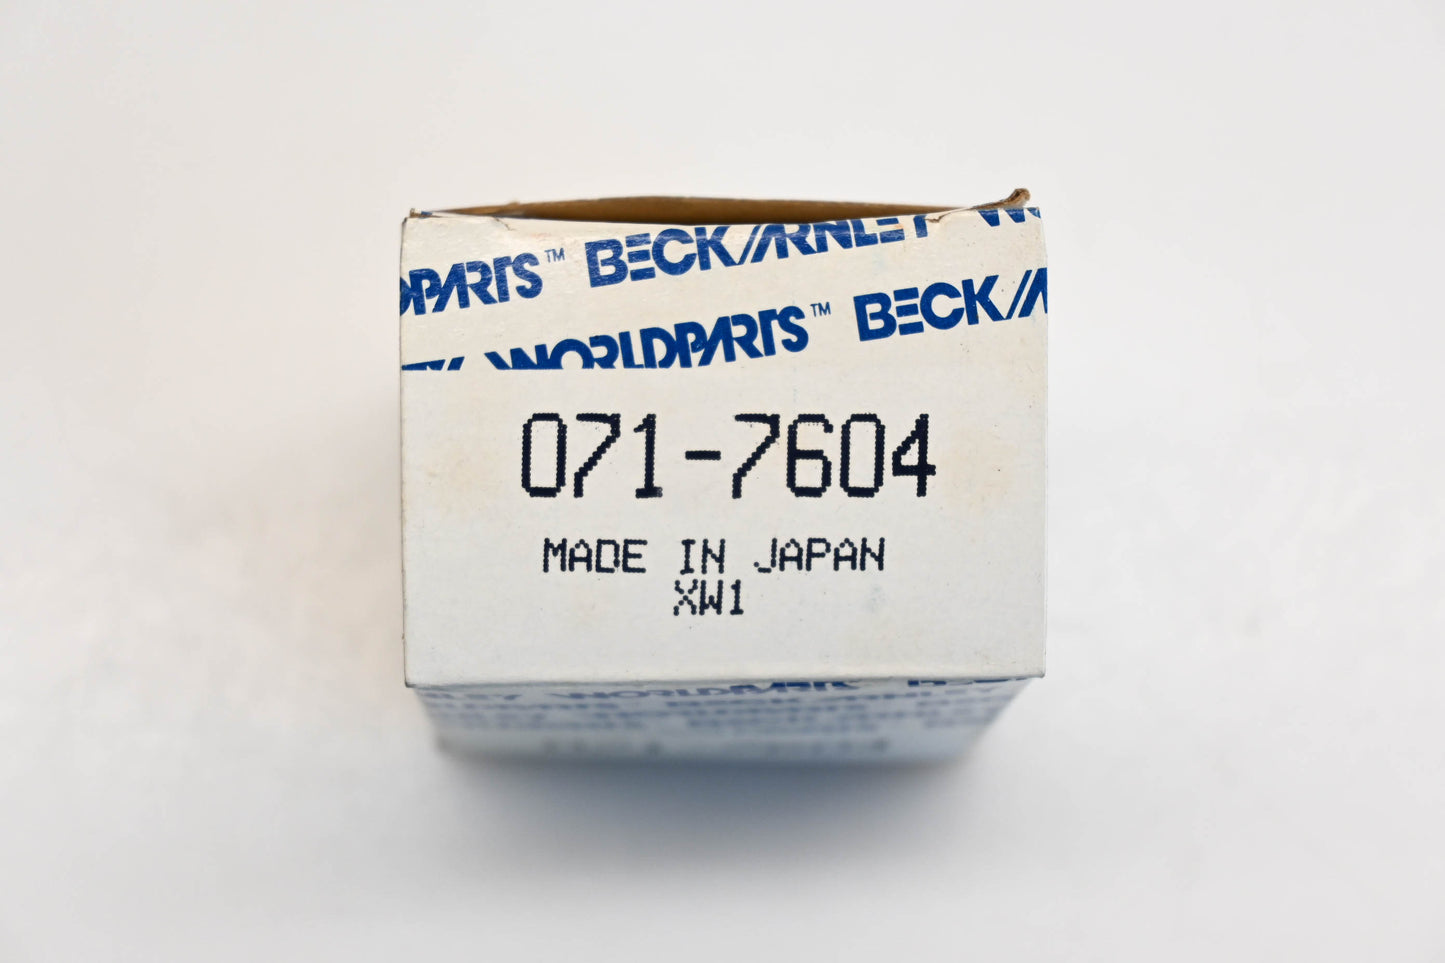 WORLDPARTS™ BECK/ARNLEY
WORLDPARTS™ BECK/
071-7604
MADE IN JAPAN
XW1